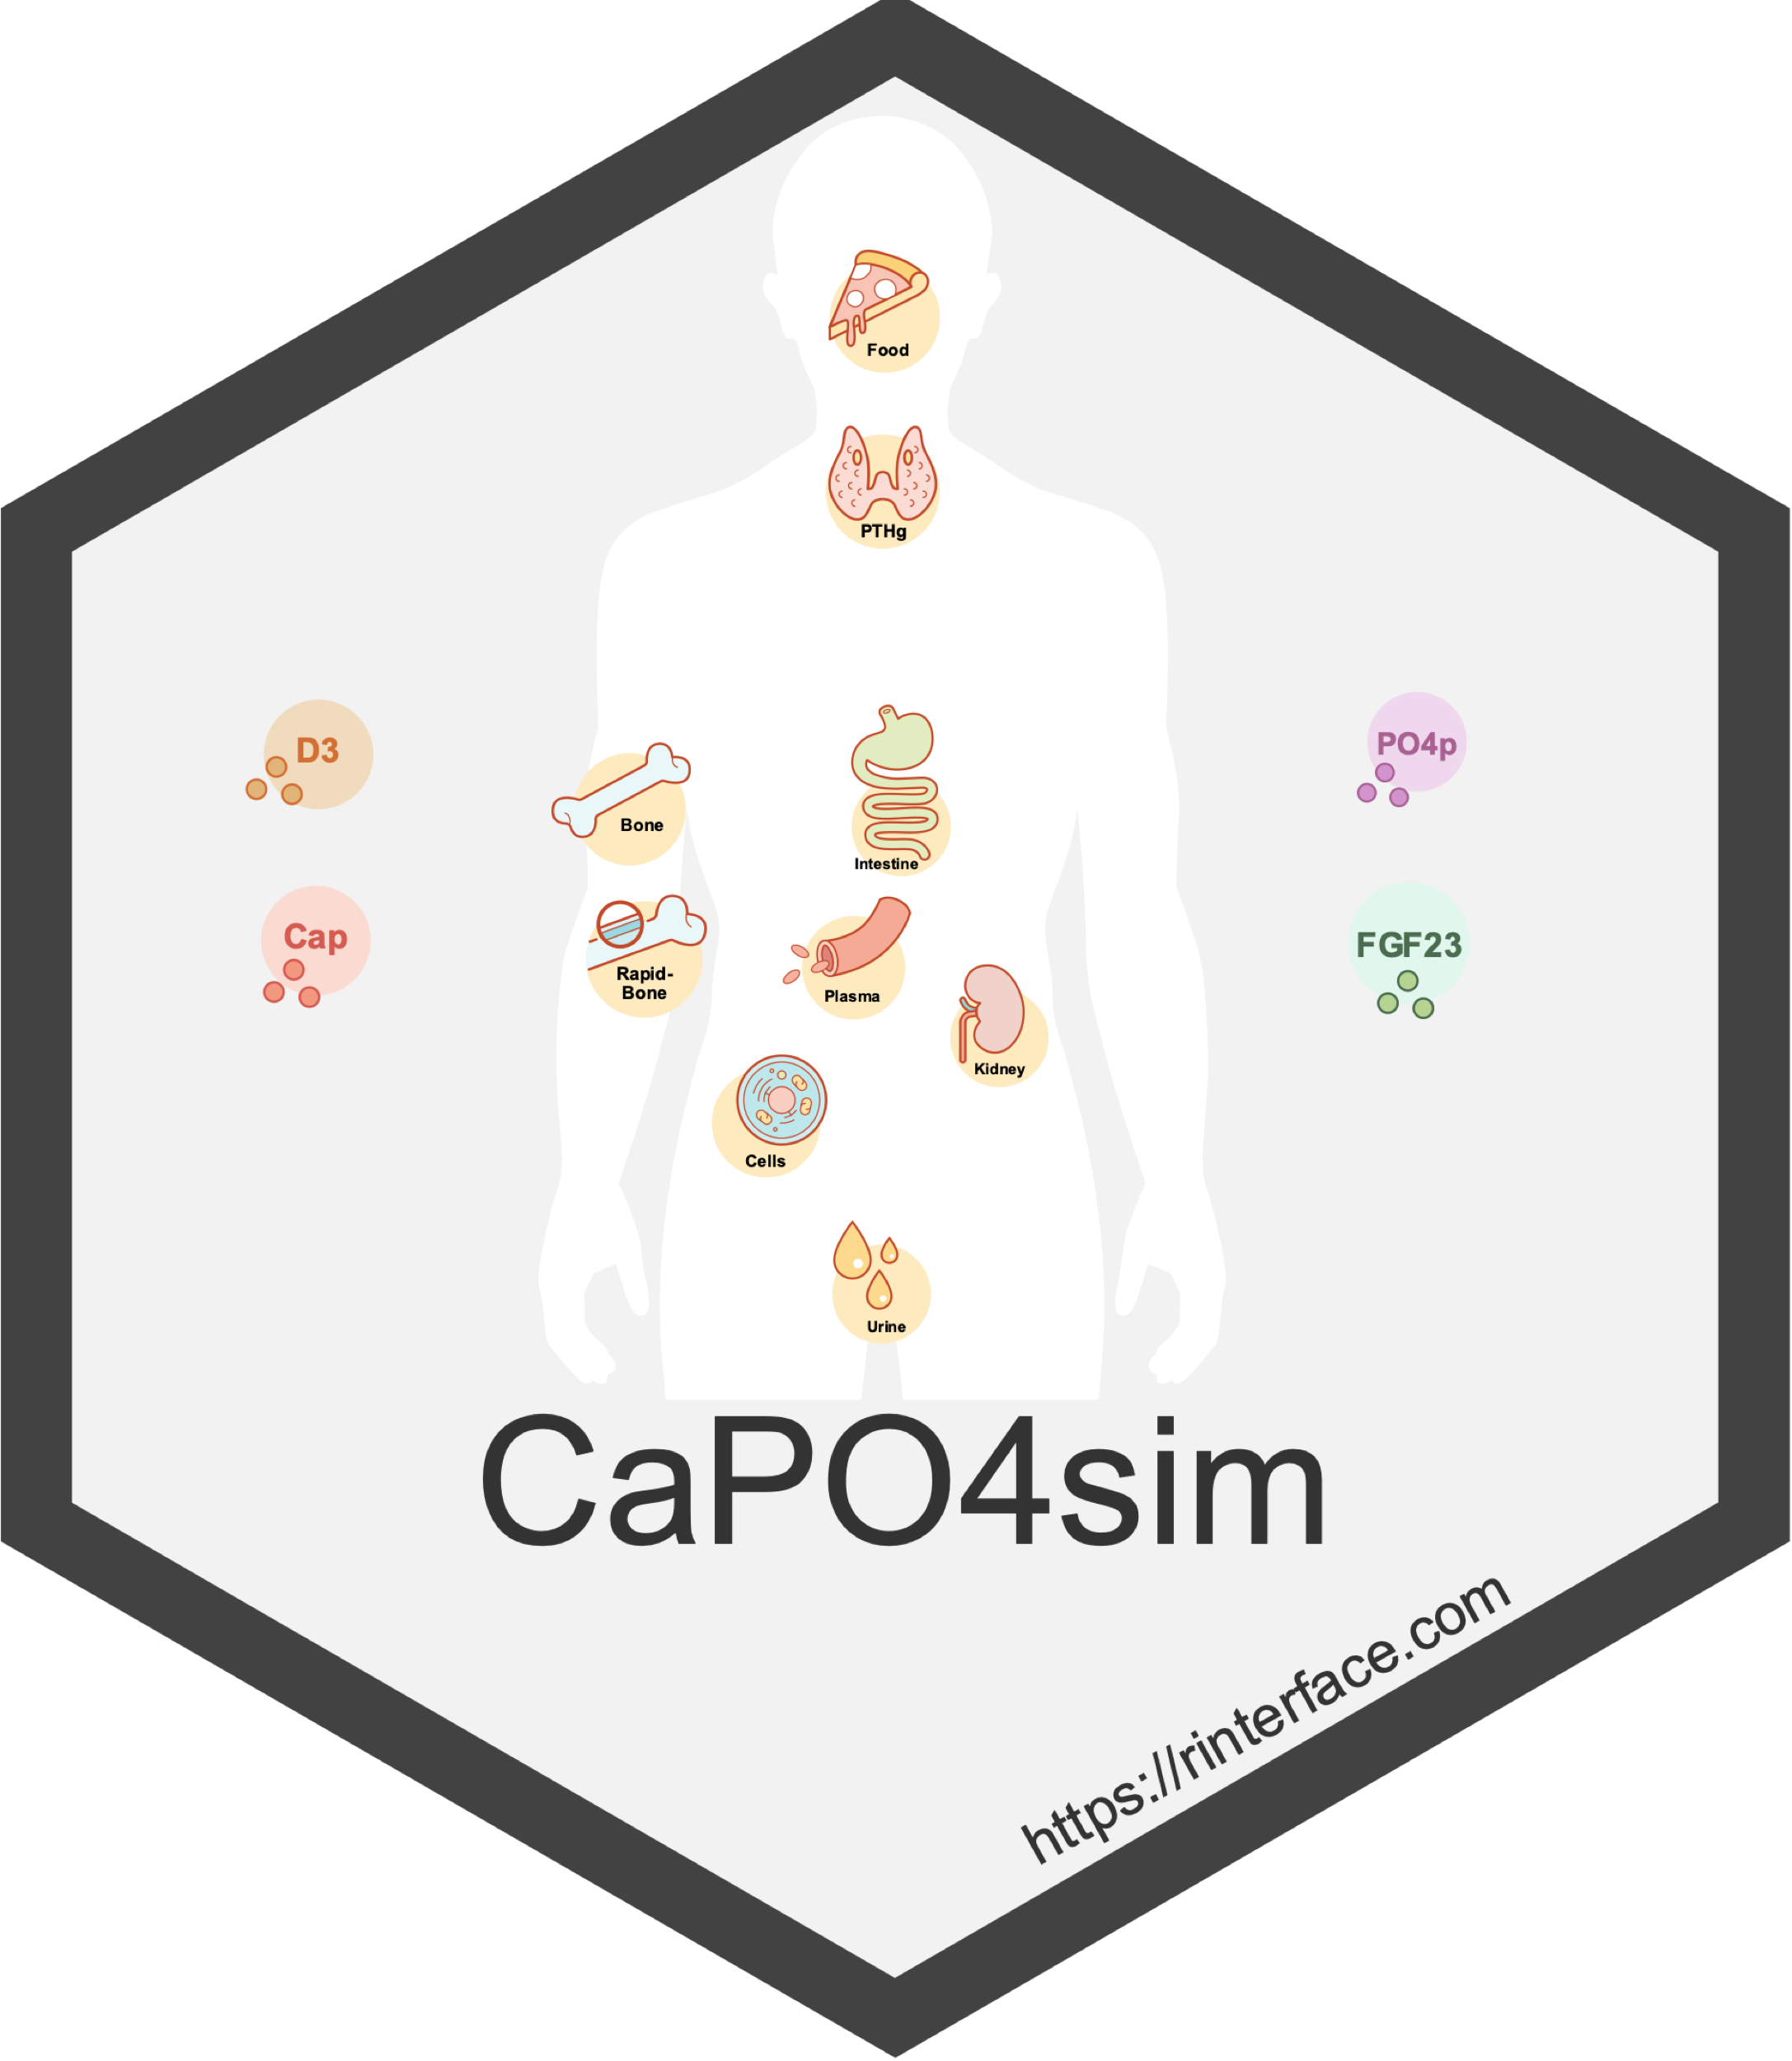 Food
PTHg
D3
PO4p
Bone
Intestine
Cap
FGF23
Rapid-
Bone
Plasma
Kidney
Cells
Urine
CaPO4sim
https://rinterface.com